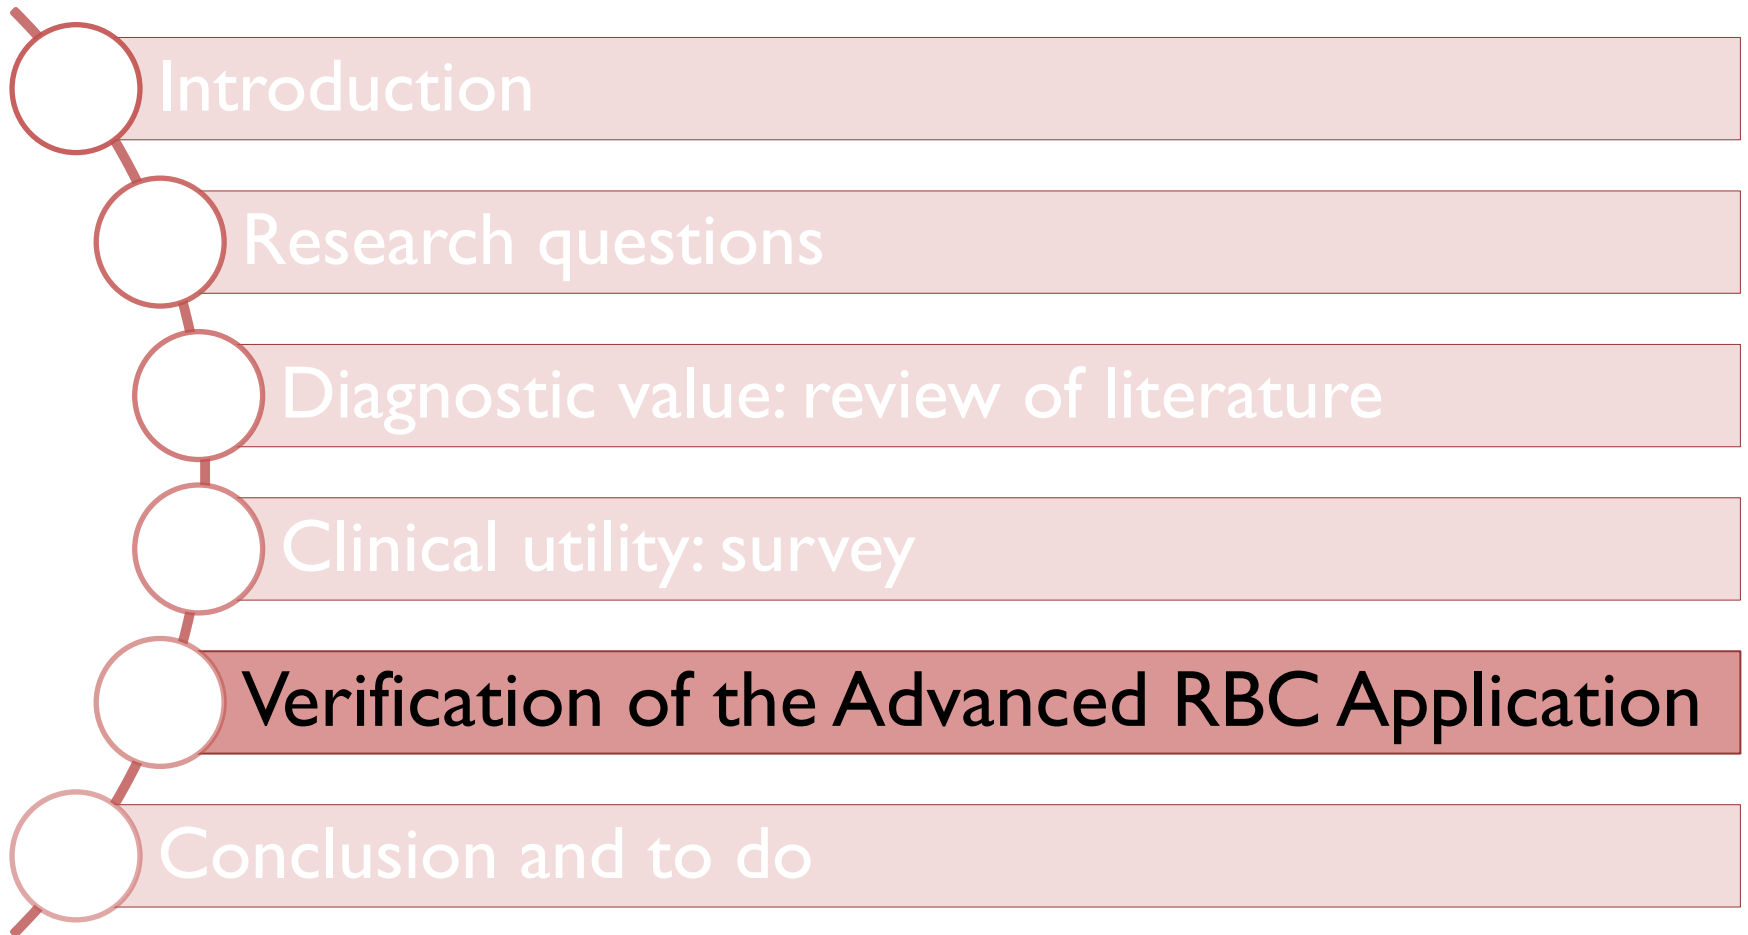 Introduction
Research questions
Diagnostic value: review of literature
Clinical utility: survey
Verification of the Advanced RBC Application
Conclusion and to do